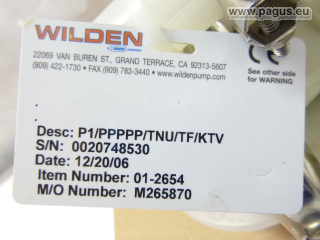 www.pagus.eu
WILDEN
22069 VAN BUREN ST., GRAND TERRACE, CA 92313-5607
(909) 422-1730 • FAX (909) 783-3440 • www.wildenpump.com
CE
See other side
for WARNING
Desc: P1/PPPPP/TNU/TF/KTV
S/N: 0020748530
Date: 12/20/06
Item Number: 01-2654
M/O Number: M265870